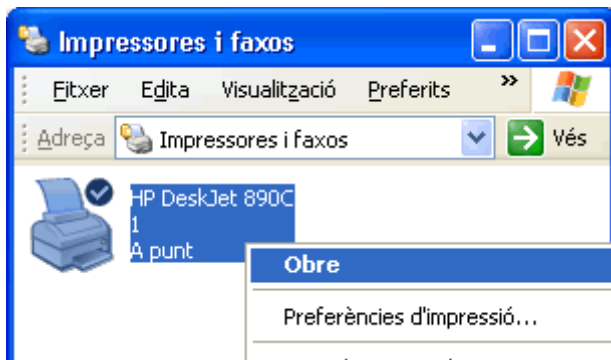 Impressores i faxos
Fitxer Edita Visualització Preferits »
Adreça Impressores i faxos Vés
HP DeskJet 890C
1
A punt
Obre
Preferències d'impressió...